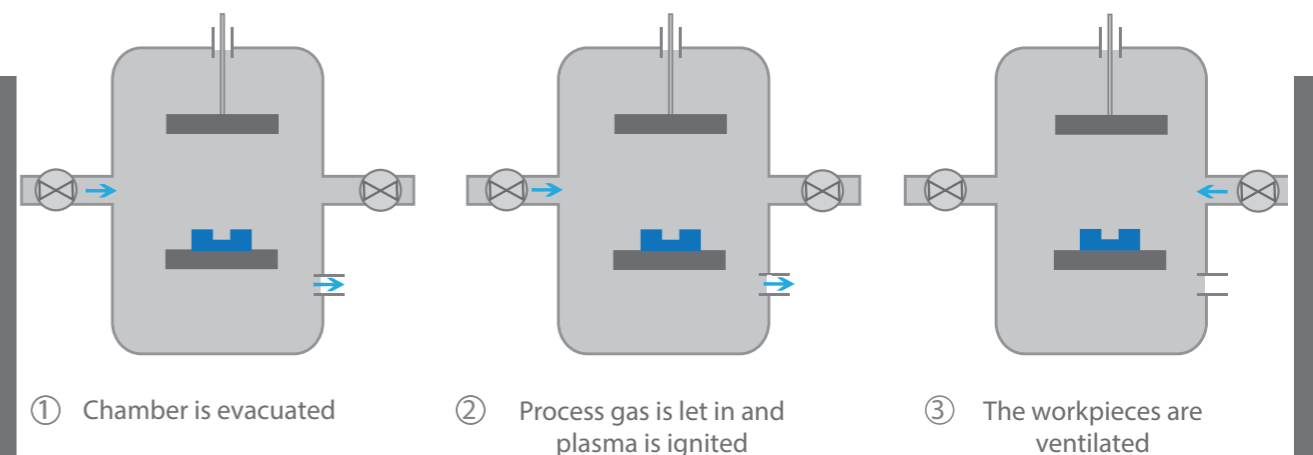 ① Chamber is evacuated
② Process gas is let in and
plasma is ignited
③ The workpieces are
ventilated